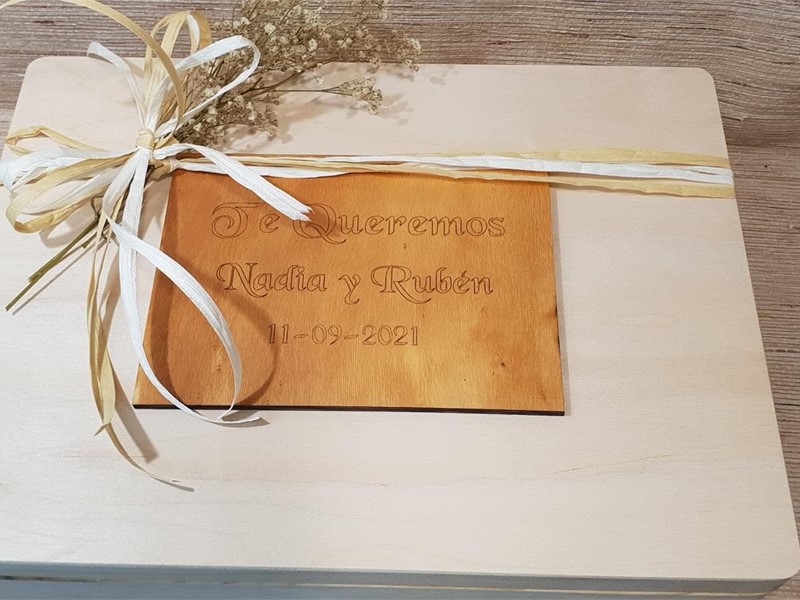 Te Queremos
Nadia y Rubén
11-09-2021